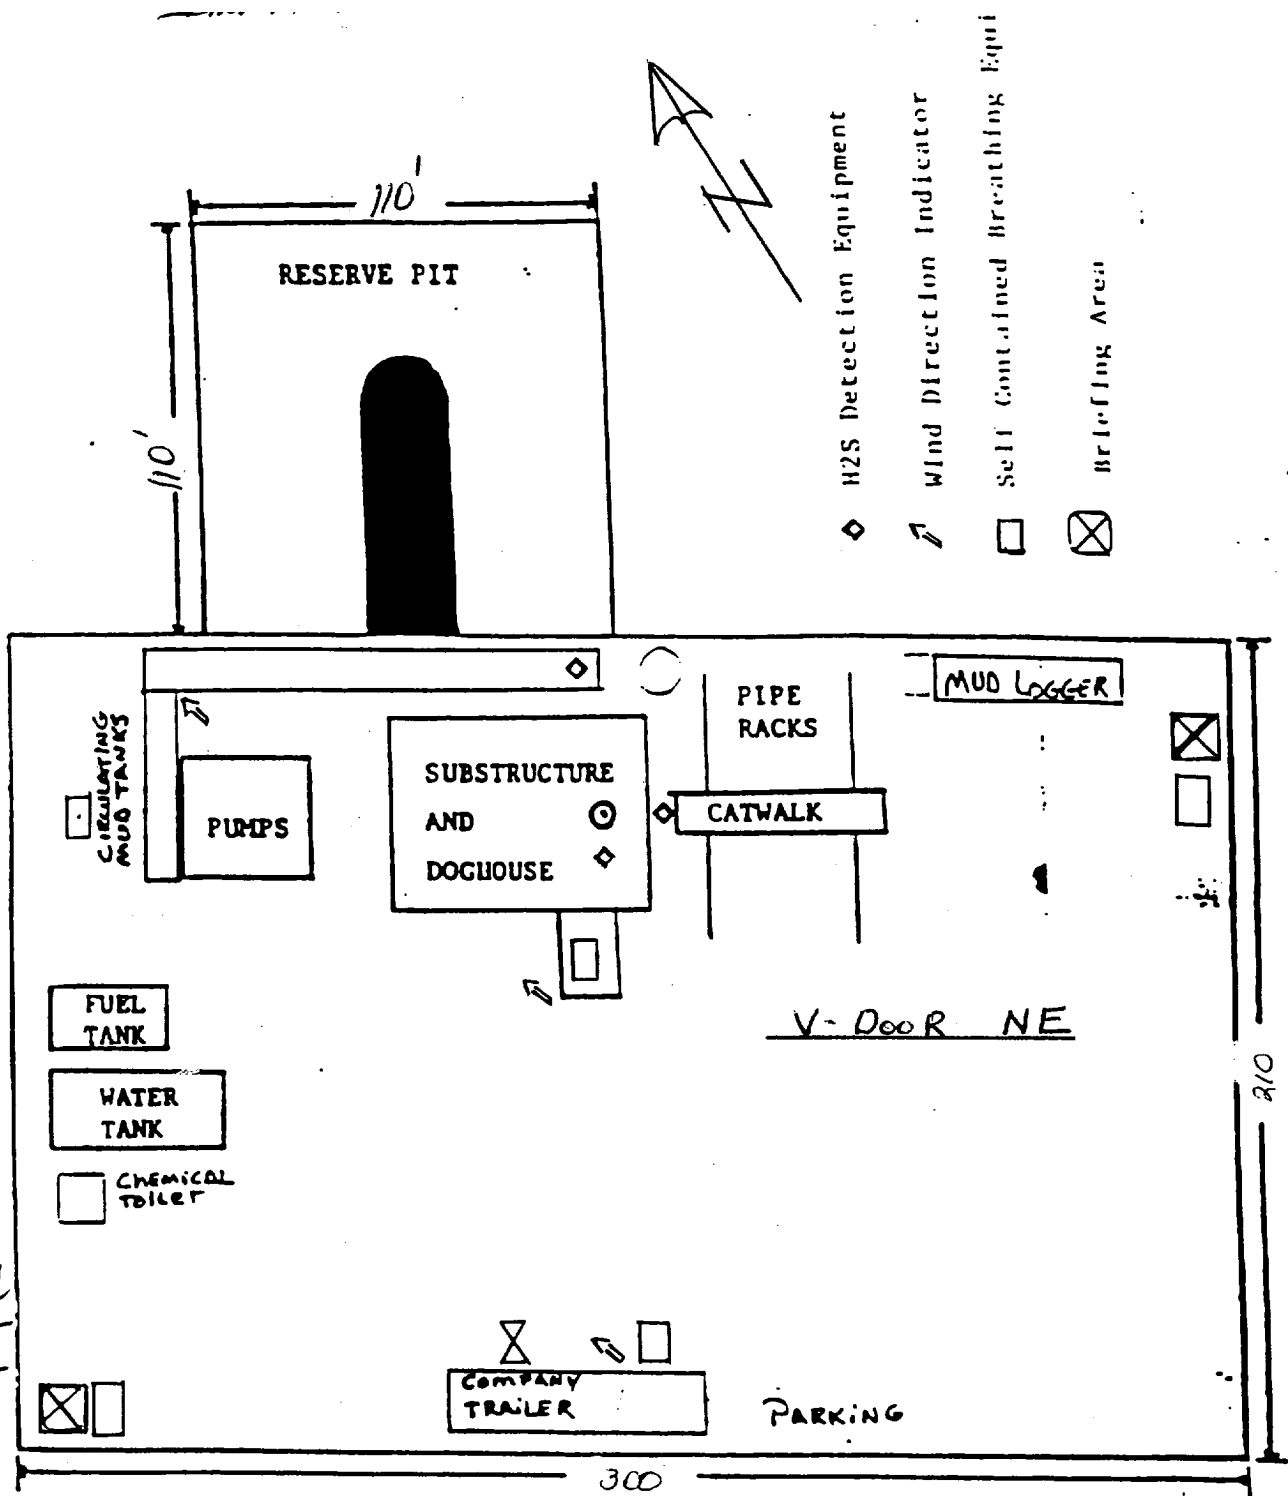 110'
RESERVE PIT
110'
N
H2S Detection Equipment
Wind Direction Indicator
Self Contained Breathing Equi
Briefing Area
MUD LOGGER
PIPE
RACKS
CIRCULATING
MUD TANKS
PUMPS
SUBSTRUCTURE
AND
DOGHOUSE
CATWALK
FUEL
TANK
V-DOOR NE
WATER
TANK
CHEMICAL
TOILET
210
COMPANY
TRAILER
PARKING
300